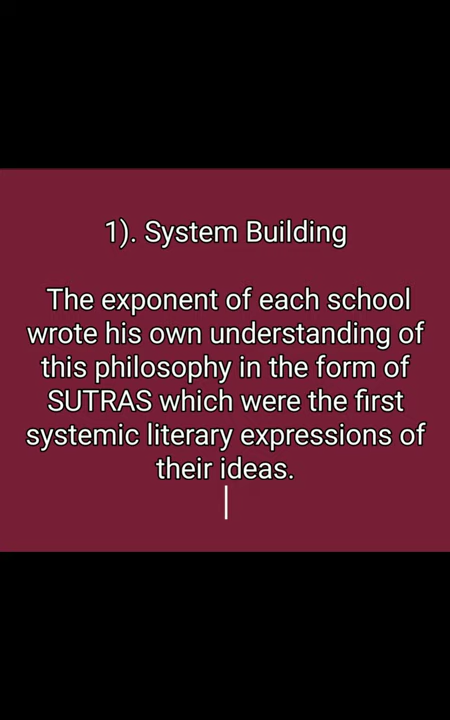 1). System Building
The exponent of each school
wrote his own understanding of
this philosophy in the form of
SUTRAS which were the first
systemic literary expressions of
their ideas.